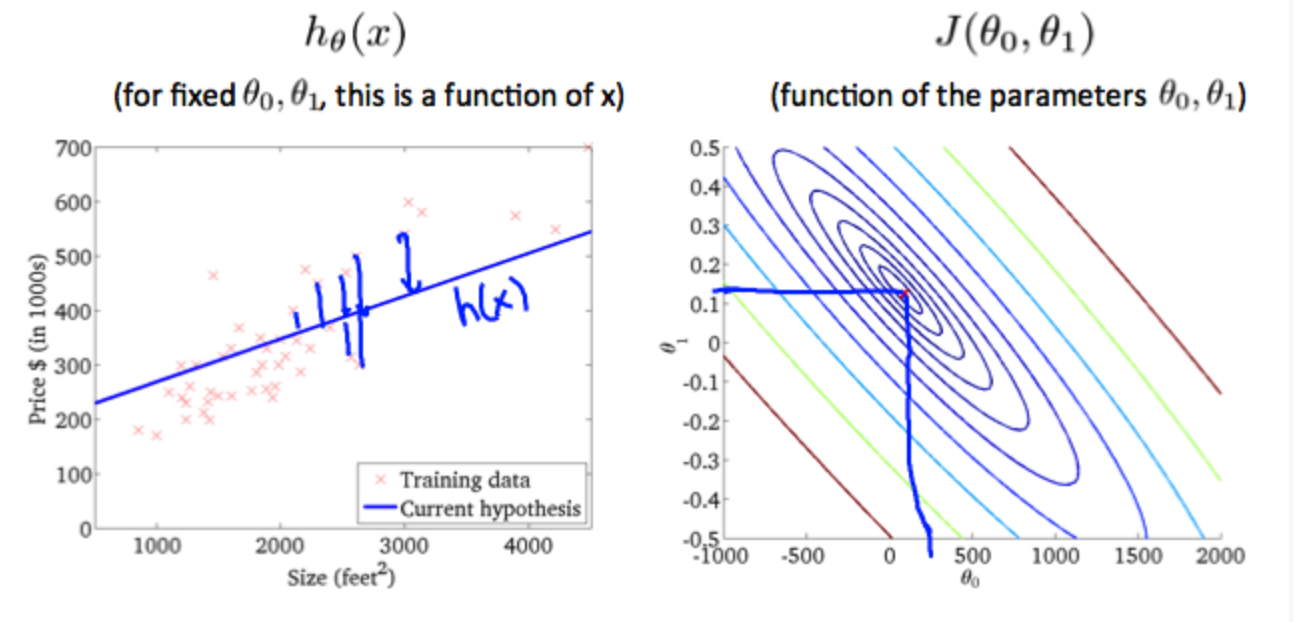 hθ(x)
(for fixed θ0, θ1, this is a function of x)
700
600
500
400
300
200
100
0
Price $ (in 1000s)
h(x)
Training data
Current hypothesis
1000 2000 3000 4000
Size (feet²)
J(θ0, θ1)
(function of the parameters θ0, θ1)
0.5
0.4
0.3
0.2
0.1
0
-0.1
-0.2
-0.3
-0.4
-0.5
θ1
-1000 -500 0 500 1000 1500 2000
θ0